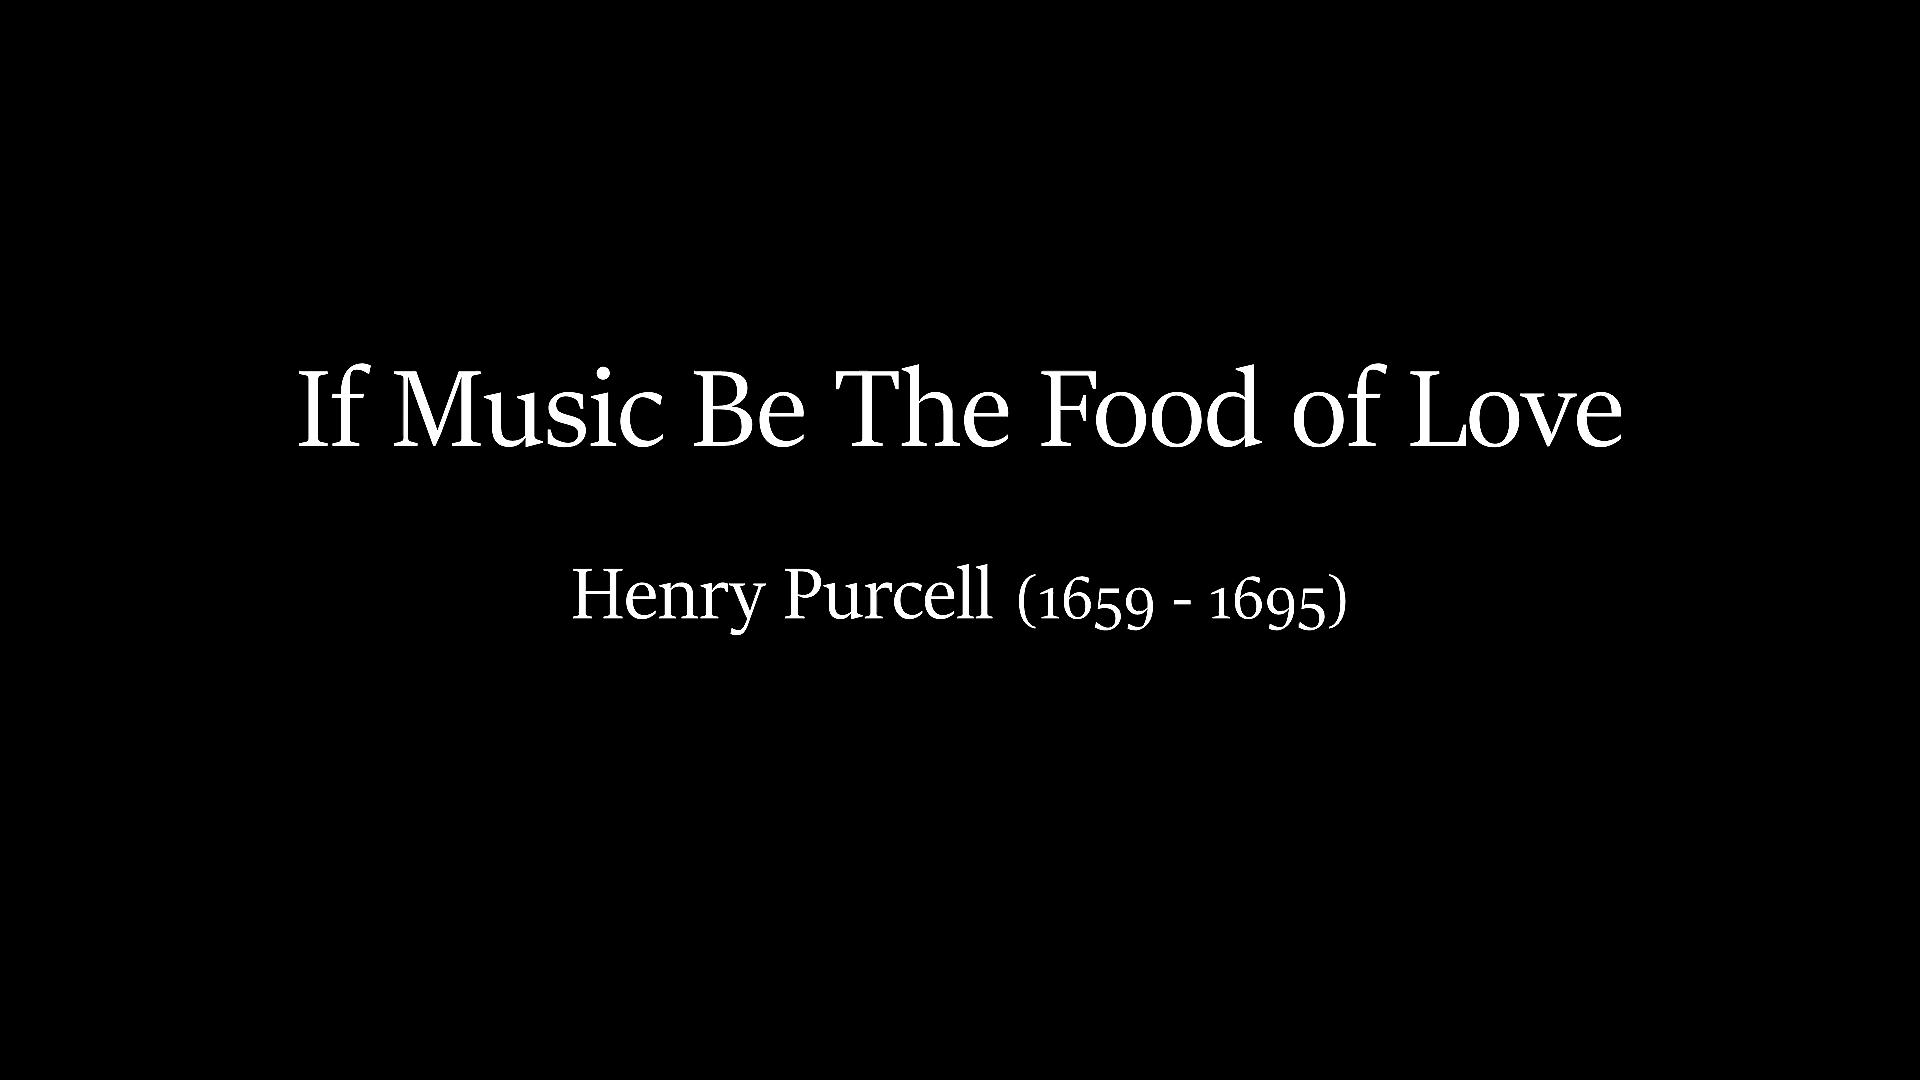 If Music Be The Food of Love
Henry Purcell (1659 - 1695)